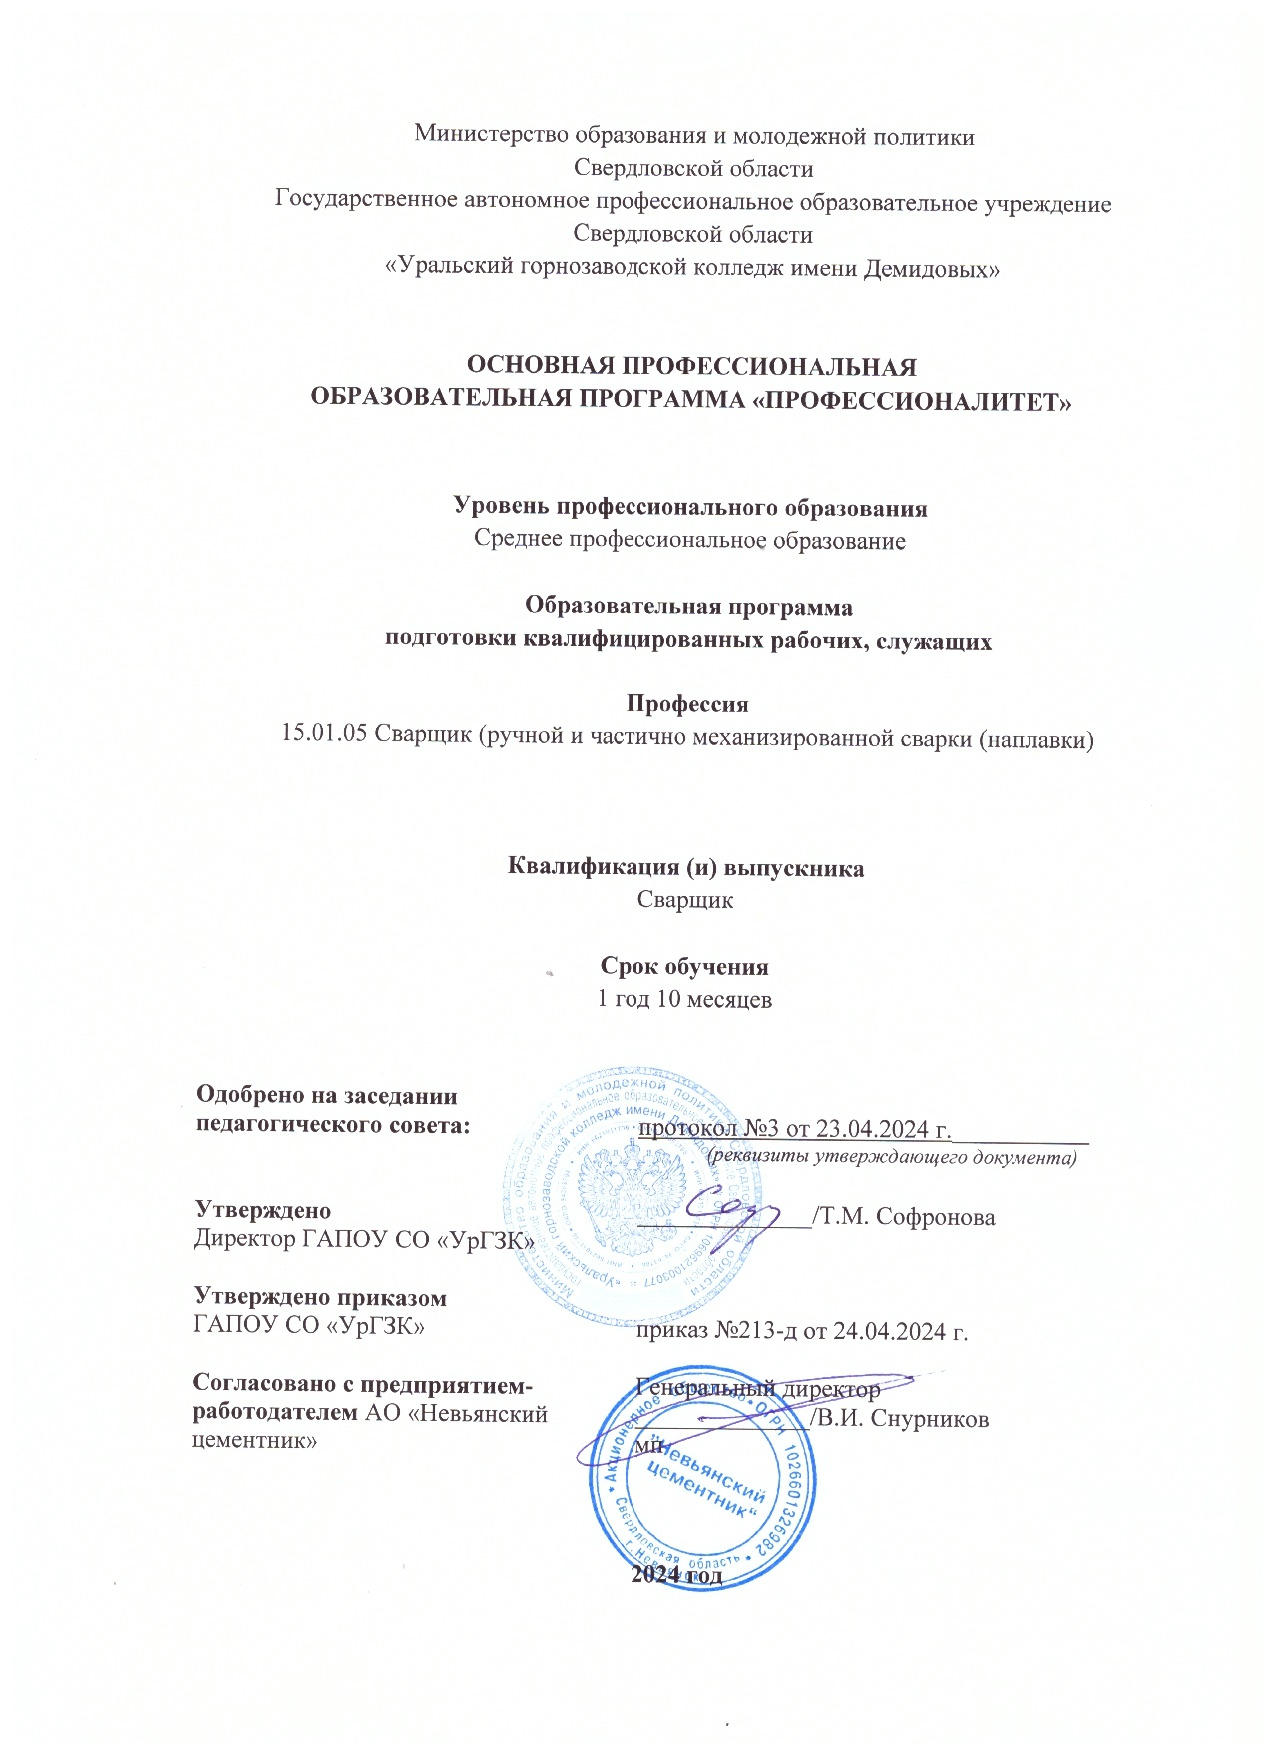 Министерство образования и молодежной политики
Свердловской области
Государственное автономное профессиональное образовательное учреждение
Свердловской области
«Уральский горнозаводской колледж имени Демидовых»
ОСНОВНАЯ ПРОФЕССИОНАЛЬНАЯ
ОБРАЗОВАТЕЛЬНАЯ ПРОГРАММА «ПРОФЕССИОНАЛИТЕТ»
Уровень профессионального образования
Среднее профессиональное образование
Образовательная программа
подготовки квалифицированных рабочих, служащих
Профессия
15.01.05 Сварщик (ручной и частично механизированной сварки (наплавки)
Квалификация (и) выпускника
Сварщик
Срок обучения
1 год 10 месяцев
Одобрено на заседании
педагогического совета: протокол №3 от 23.04.2024 г.
(реквизиты утверждающего документа)
Утверждено /Т.М. Софронова
Директор ГАПОУ СО «УрГЗК»
Утверждено приказом
ГАПОУ СО «УрГЗК» приказ №213-д от 24.04.2024 г.
Согласовано с предприятием- Генеральный директор
работодателем АО «Невьянский /В.И. Снурников
цементник» мп
Акционерное общество • ОГРН 1026601326982 •
Свердловская область •
г. Невьянск
"Невьянский
цементник"
2024 год